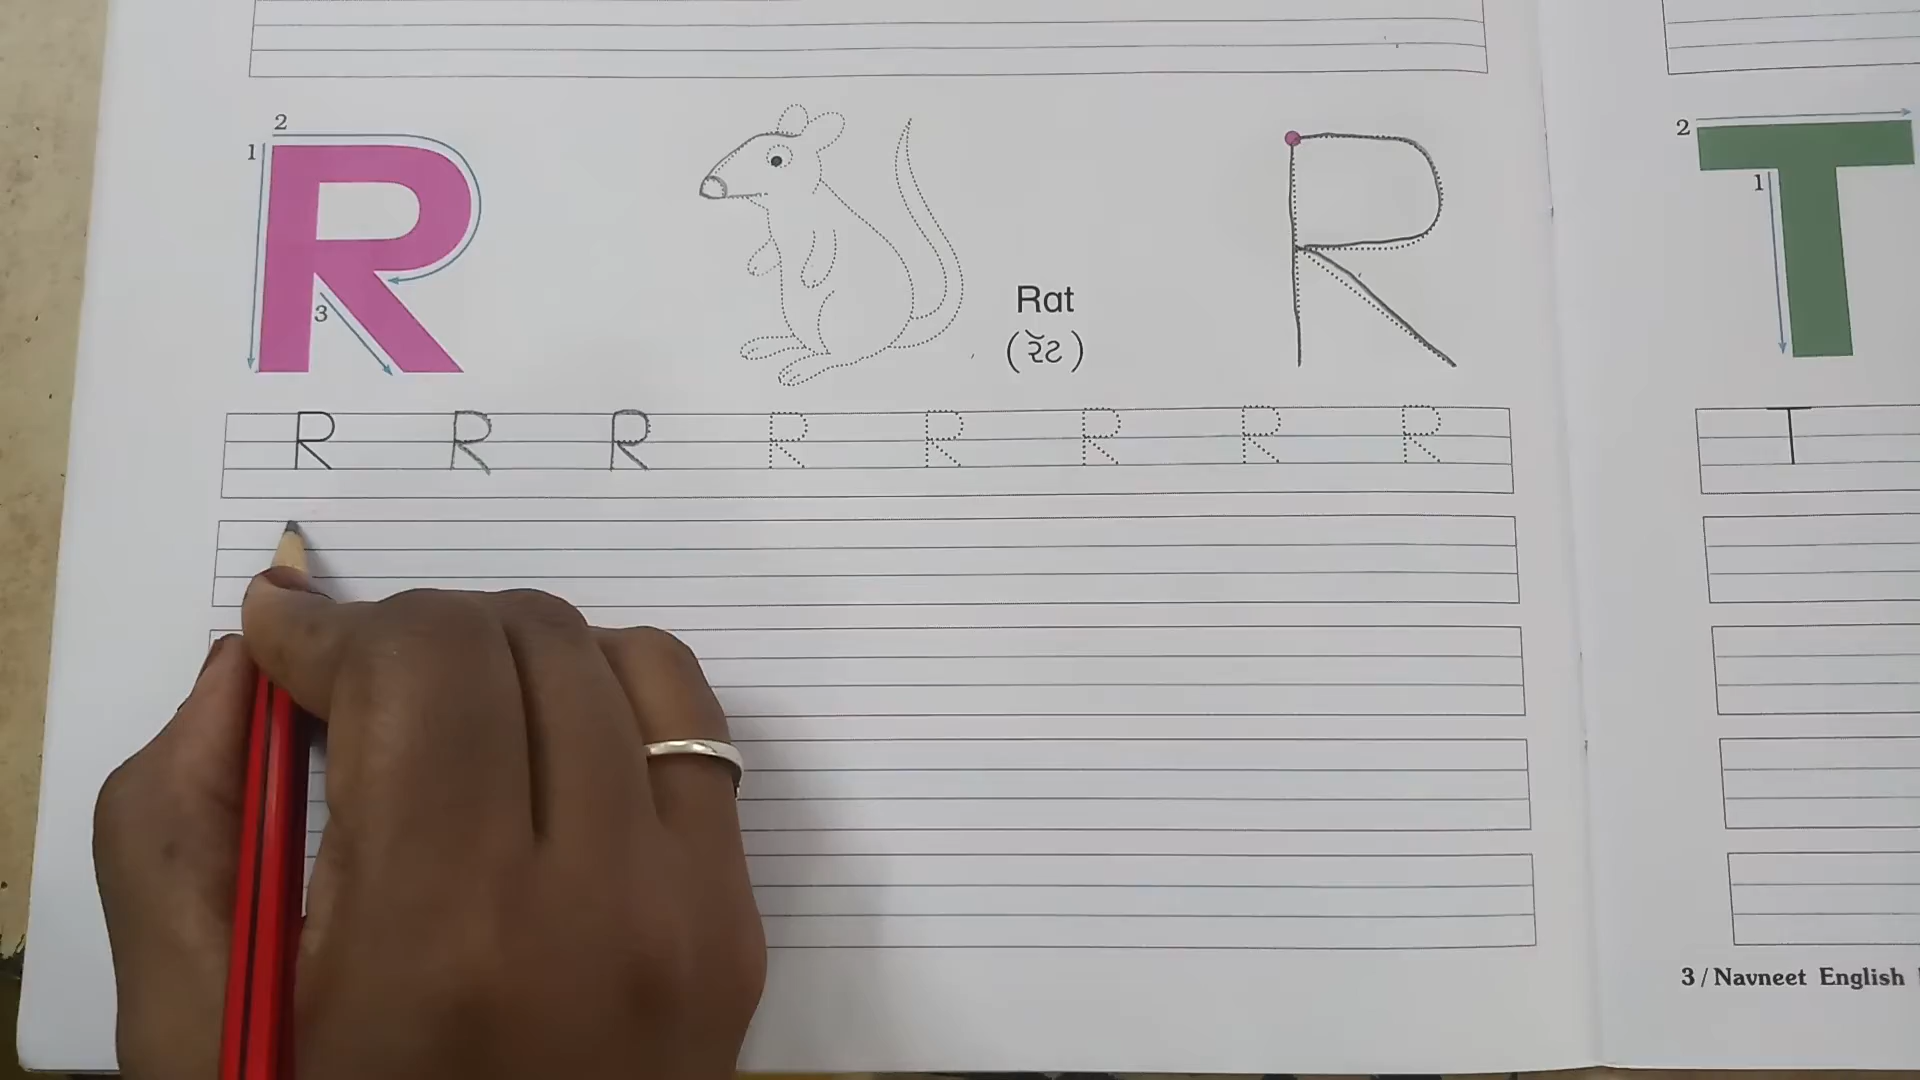 2
1
R
3
Rat
(રૅટ)
R
R R R R R R R R
2
1
T
T
3 / Navneet English